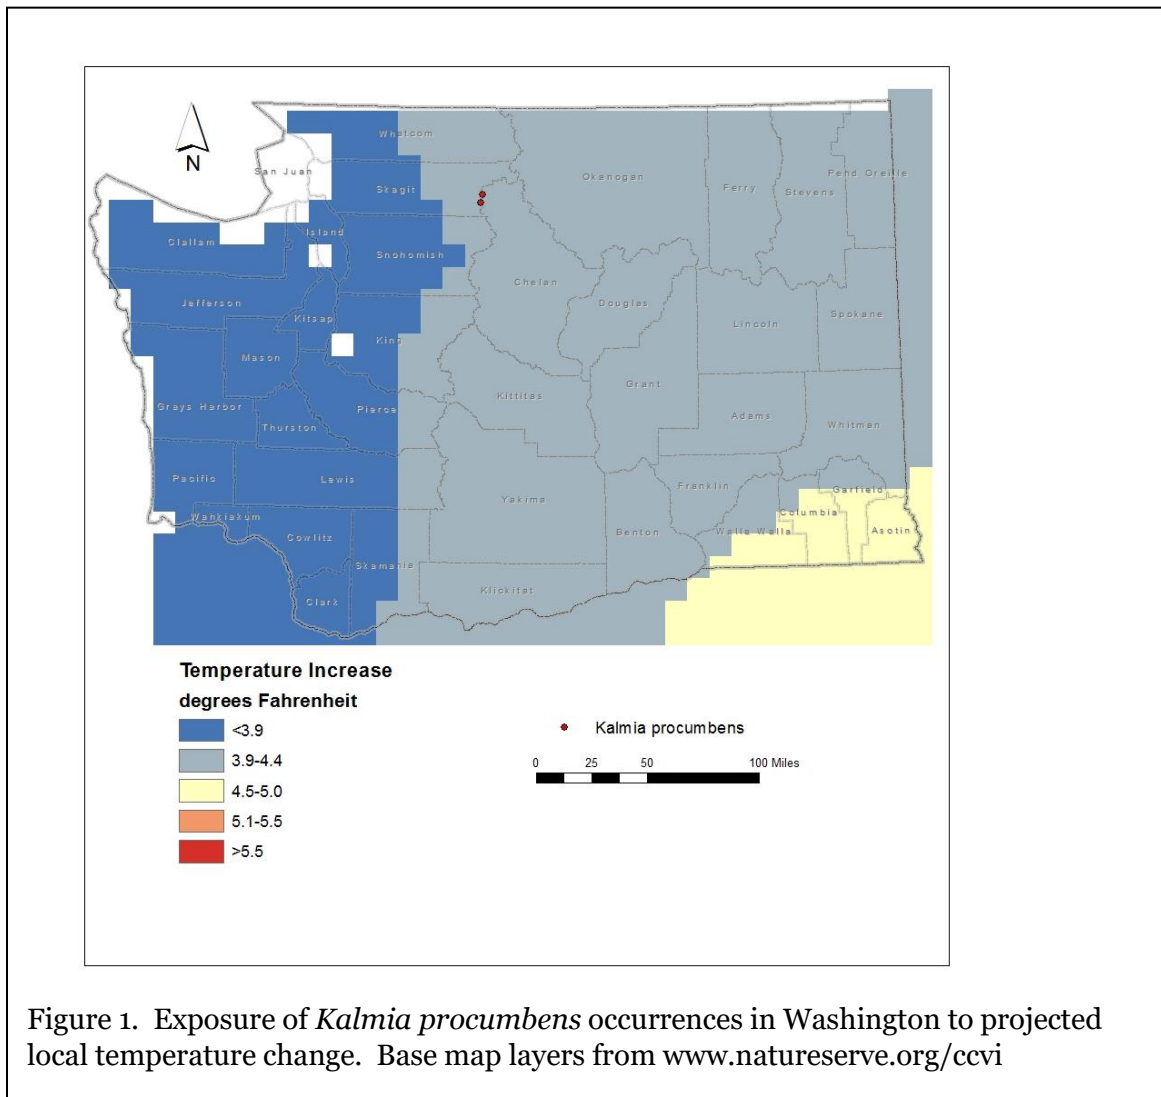 N
San Juan
Whatcom
Skagit
Okanogan
Ferry
Stevens
Pend Oreille
Clallam
Island
Snohomish
Chelan
Jefferson
Kitsap
Douglas
Lincoln
Spokane
King
Mason
Kittitas
Grant
Grays Harbor
Thurston
Pierce
Adams
Whitman
Pacific
Lewis
Yakima
Franklin
Garfield
Wahkiakum
Cowlitz
Benton
Walla Walla
Columbia
Asotin
Skamania
Clark
Klickitat
Temperature Increase
degrees Fahrenheit
<3.9
3.9-4.4
4.5-5.0
5.1-5.5
>5.5
Kalmia procumbens
0 25 50 100 Miles
Figure 1. Exposure of Kalmia procumbens occurrences in Washington to projected
local temperature change. Base map layers from www.natureserve.org/ccvi